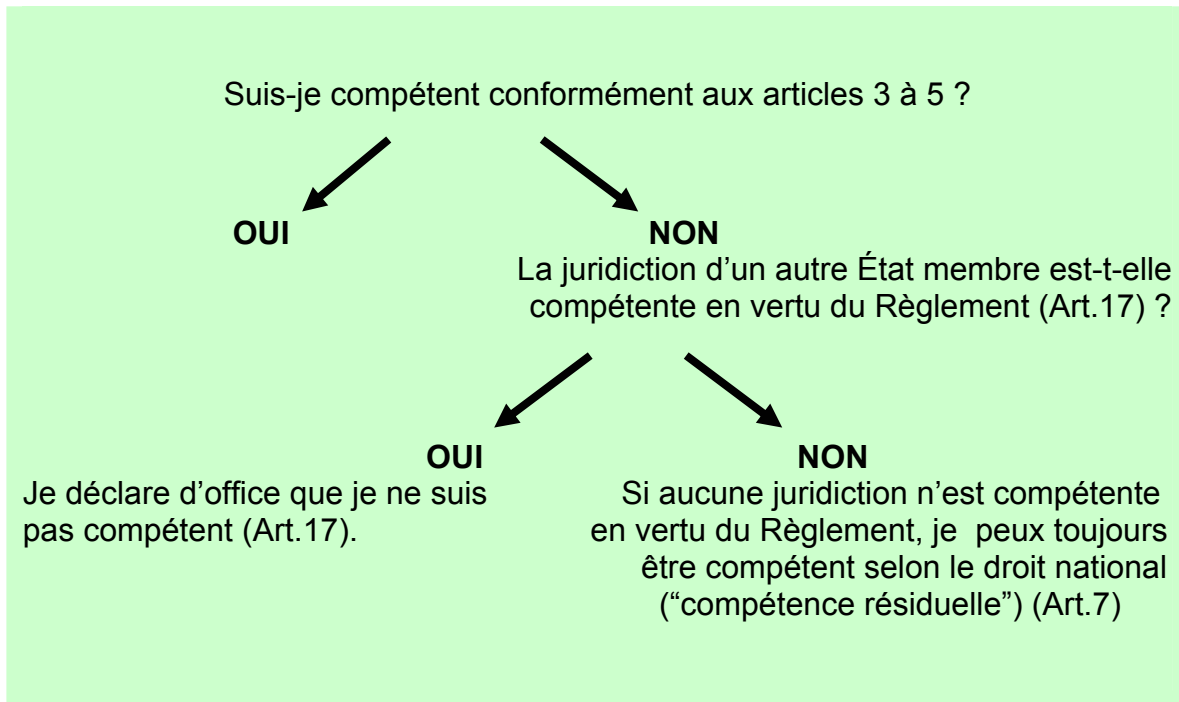 Suis-je compétent conformément aux articles 3 à 5 ?
OUI
NON
La juridiction d’un autre État membre est-t-elle
compétente en vertu du Règlement (Art.17) ?
OUI
Je déclare d’office que je ne suis
pas compétent (Art.17).
NON
Si aucune juridiction n’est compétente
en vertu du Règlement, je  peux toujours
être compétent selon le droit national
(“compétence résiduelle”) (Art.7)